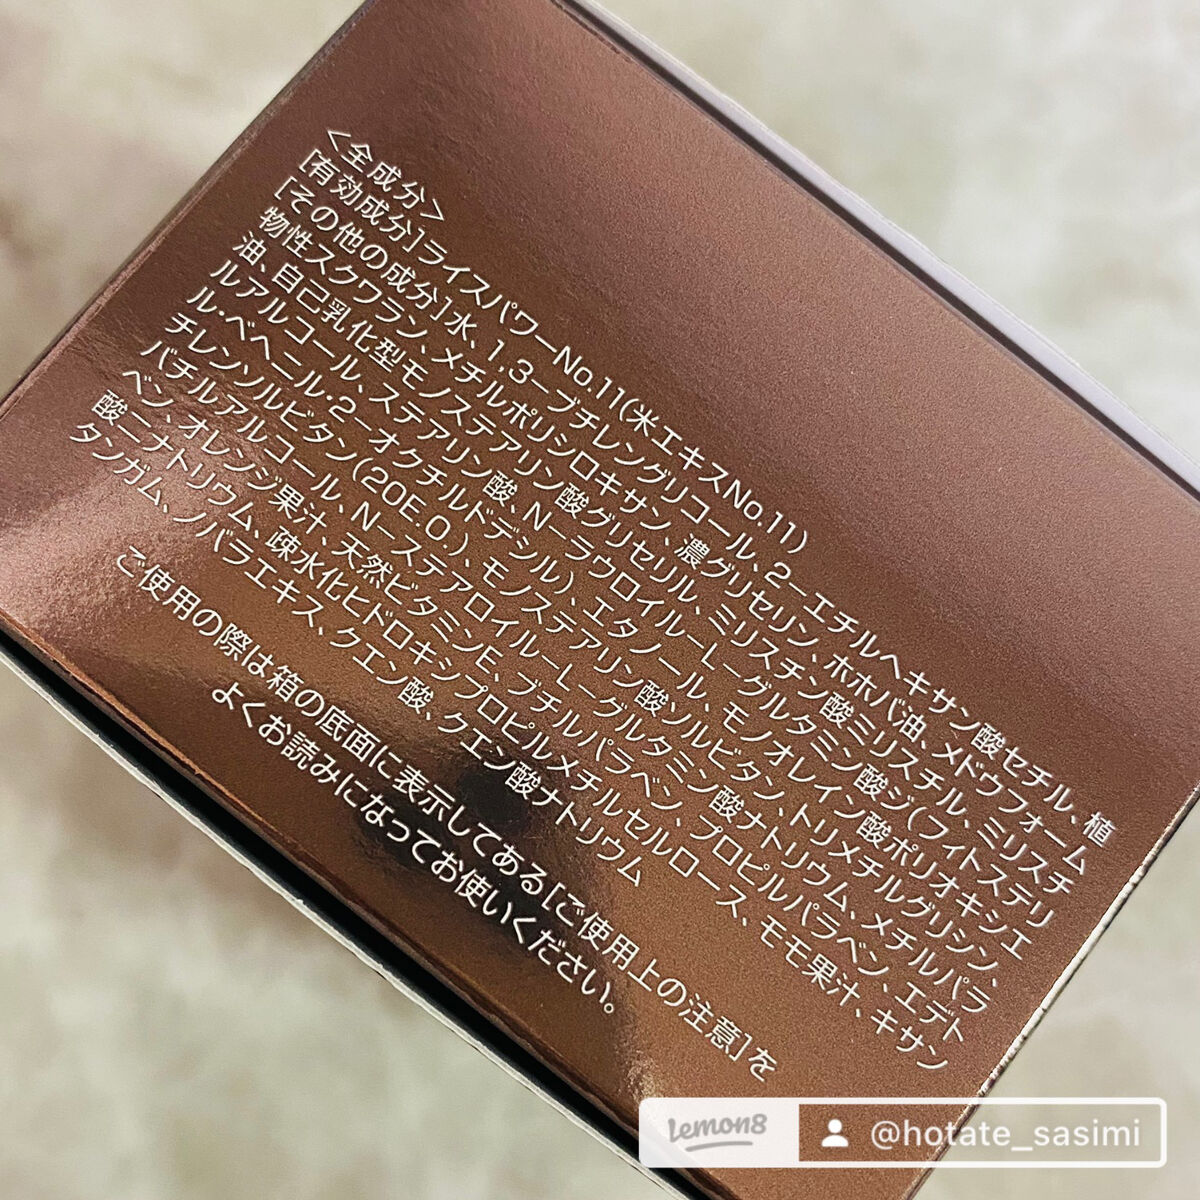 <全成分>
[有効成分]ライスパワーNo.11(米エキスNo.11)
[その他の成分]水、1,3−ブチレングリコール、2−エチルヘキサン酸セチル、植
物性スクワラン、メチルポリシロキサン、濃グリセリン、ホホバ油、メドウフォーム
油、自己乳化型モノステアリン酸グリセリル、ミリスチン酸ミリスチル、ミリスチ
ルアルコール、ステアリン酸、N−ラウロイル−L−グルタミン酸ジ(フィトステリ
ル・ベヘニル・2−オクチルドデシル)、エタノール、モノオレイン酸ポリオキシエ
チレンソルビタン(20E.O.)、モノステアリン酸ソルビタン、トリメチルグリシン、
バチルアルコール、N−ステアロイル−L−グルタミン酸ナトリウム、メチルパラ
ベン、オレンジ果汁、天然ビタミンE、ブチルパラベン、プロピルパラベン、エデト
酸二ナトリウム、疎水化ヒドロキシプロピルメチルセルロース、モモ果汁、キサン
タンガム、ノバラエキス、クエン酸、クエン酸ナトリウム
ご使用の際は箱の底面に表示してある[ご使用上の注意]を
よくお読みになってお使いください。
Lemon8
@hotate_sasimi